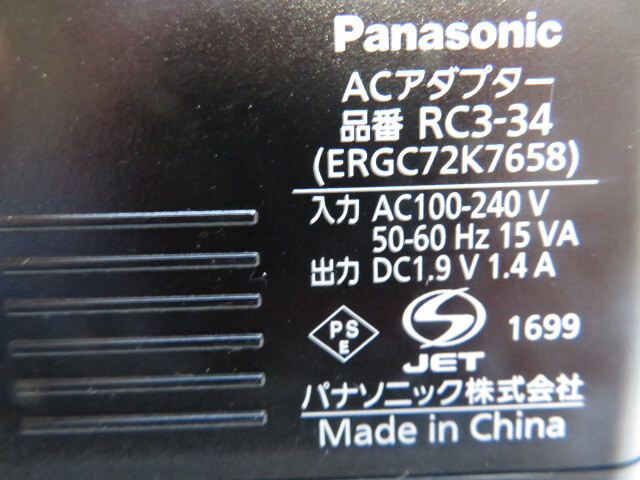 Panasonic
ACアダプター
品番 RC3-34
(ERGC72K7658)
入力 AC100-240 V
50-60 Hz 15 VA
出力 DC1.9 V 1.4 A
PS
E
S
JET
1699
パナソニック株式会社
Made in China